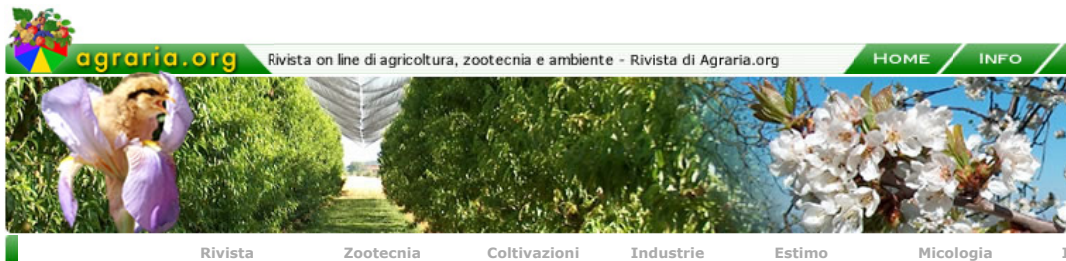 agraria.org Rivista on line di agricoltura, zootecnia e ambiente - Rivista di Agraria.org HOME INFO
Rivista Zootecnia Coltivazioni Industrie Estimo Micologia